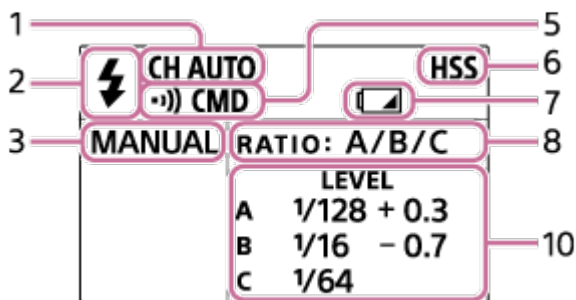 1
5
2
CH AUTO
HSS
6
•))) CMD
7
3
MANUAL
RATIO: A/B/C
8
LEVEL
A 1/128 + 0.3
B 1/16 - 0.7
10
C 1/64